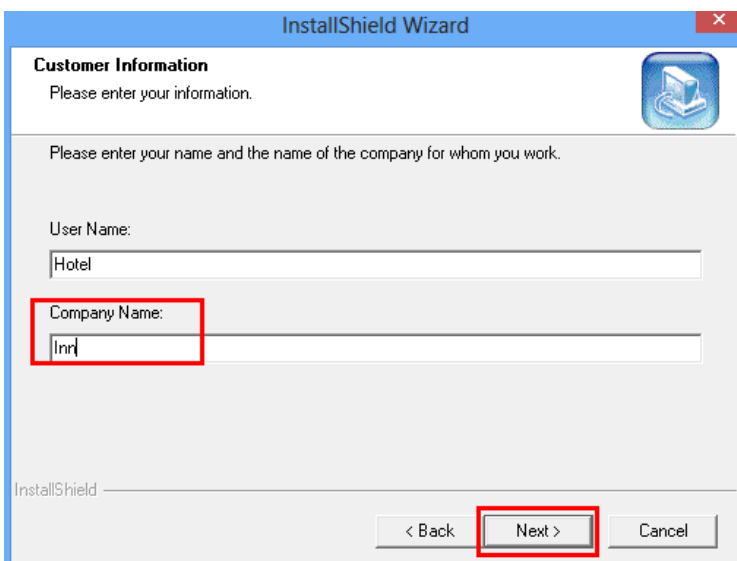 InstallShield Wizard
Customer Information
Please enter your information.
Please enter your name and the name of the company for whom you work.
User Name:
Hotel
Company Name:
Inn
InstallShield
< Back Next > Cancel